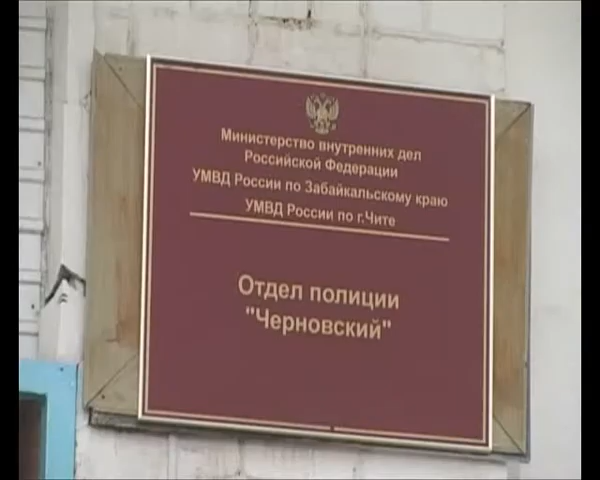 Министерство внутренних дел
Российской Федерации
УМВД России по Забайкальскому краю
УМВД России по г.Чите
Отдел полиции
"Черновский"